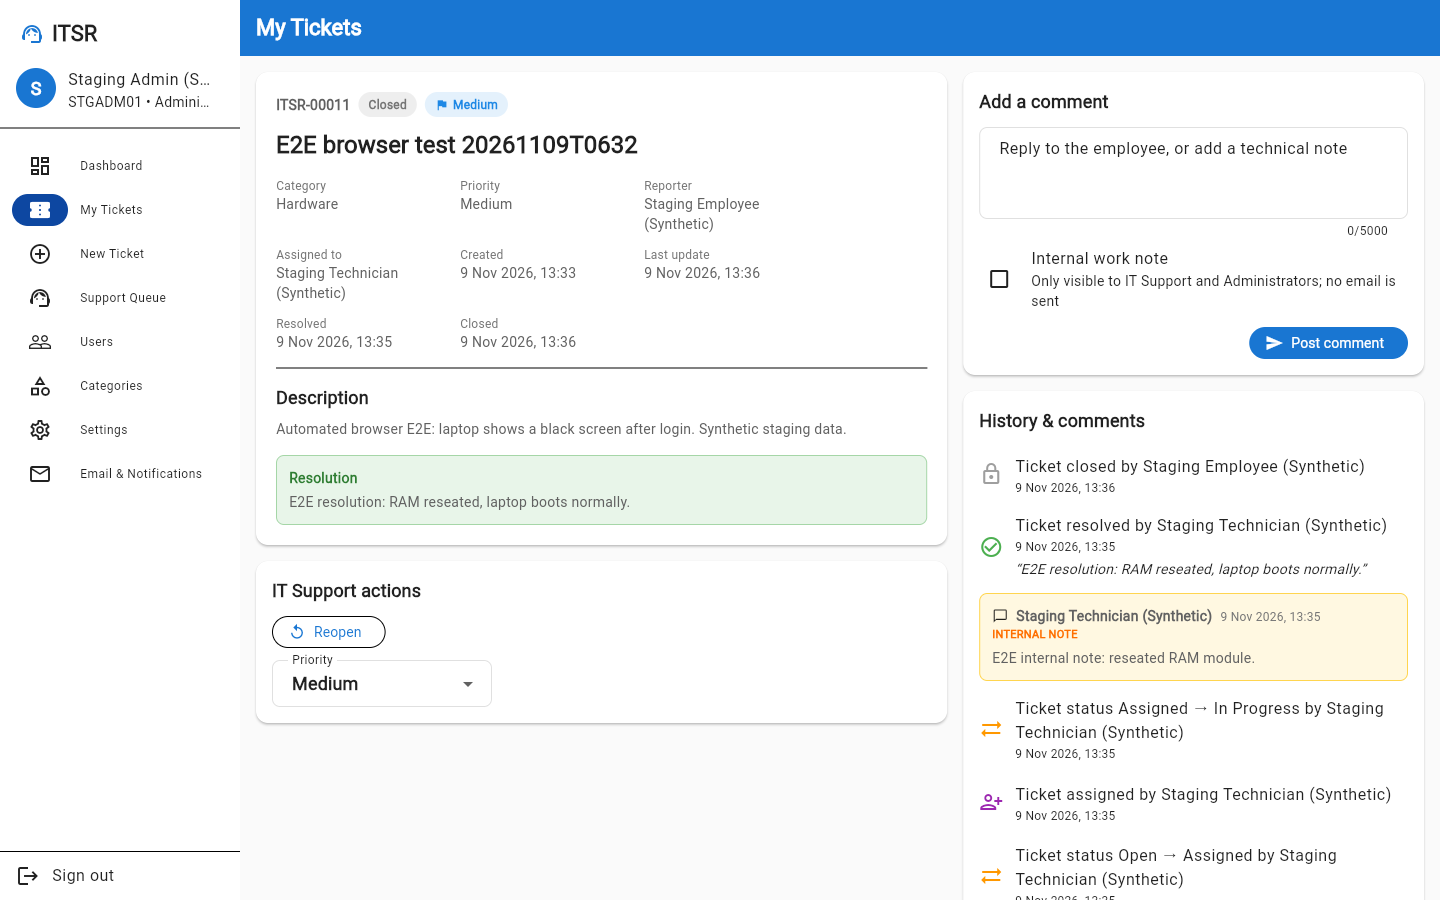 ITSR
S
Staging Admin (S...
STGADM01 • Admini...
Dashboard
My Tickets
New Ticket
Support Queue
Users
Categories
Settings
Email & Notifications
Sign out
My Tickets
ITSR-00011 Closed Medium
E2E browser test 20261109T0632
Category Priority Reporter
Hardware Medium Staging Employee
(Synthetic)
Assigned to Created Last update
Staging Technician 9 Nov 2026, 13:33 9 Nov 2026, 13:36
(Synthetic)
Resolved Closed
9 Nov 2026, 13:35 9 Nov 2026, 13:36
Description
Automated browser E2E: laptop shows a black screen after login. Synthetic staging data.
Resolution
E2E resolution: RAM reseated, laptop boots normally.
IT Support actions
Reopen
Priority
Medium
Add a comment
Reply to the employee, or add a technical note
0/5000
Internal work note
Only visible to IT Support and Administrators; no email is
sent
Post comment
History & comments
Ticket closed by Staging Employee (Synthetic)
9 Nov 2026, 13:36
Ticket resolved by Staging Technician (Synthetic)
9 Nov 2026, 13:35
“E2E resolution: RAM reseated, laptop boots normally.”
Staging Technician (Synthetic) 9 Nov 2026, 13:35
INTERNAL NOTE
E2E internal note: reseated RAM module.
Ticket status Assigned → In Progress by Staging
Technician (Synthetic)
9 Nov 2026, 13:35
Ticket assigned by Staging Technician (Synthetic)
9 Nov 2026, 13:35
Ticket status Open → Assigned by Staging
Technician (Synthetic)
9 Nov 2026, 13:35